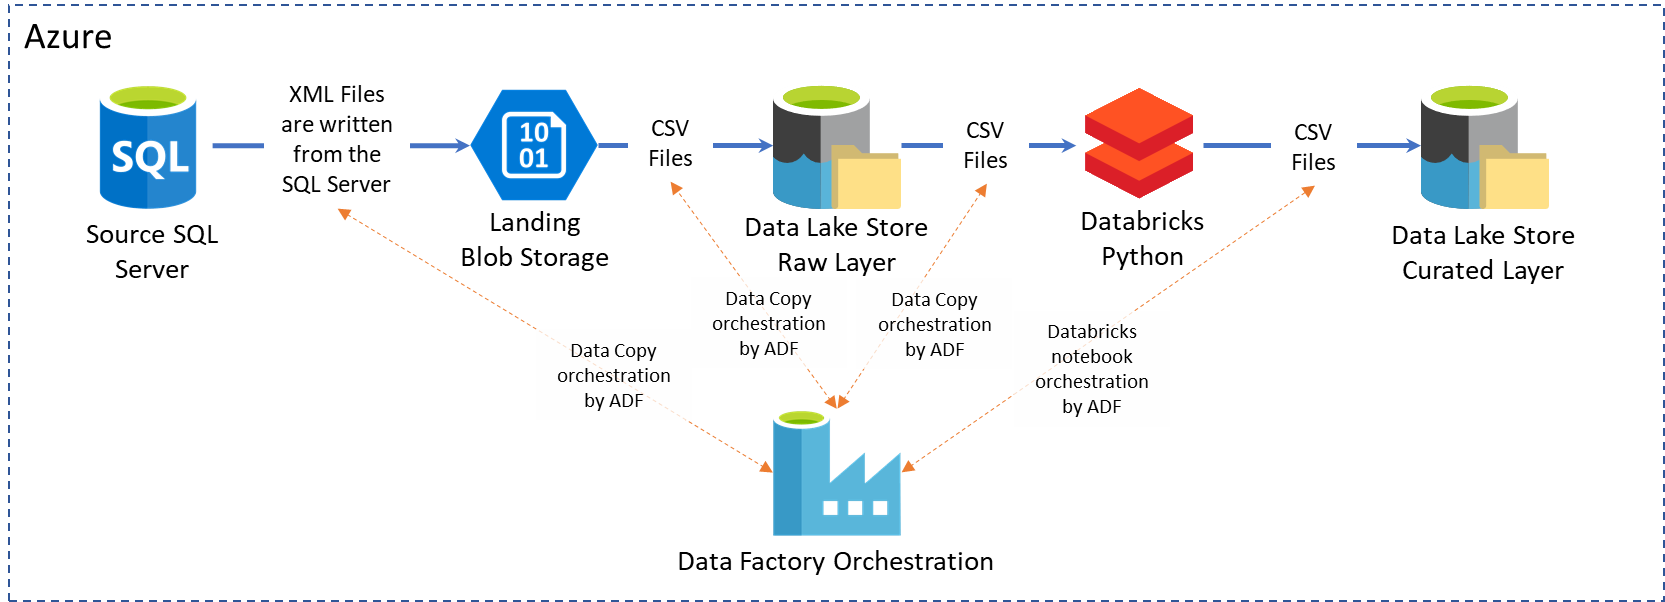 Azure
SQL
Source SQL
Server
XML Files
are written
from the
SQL Server
10
01
Landing
Blob Storage
CSV
Files
Data Lake Store
Raw Layer
CSV
Files
Databricks
Python
CSV
Files
Data Lake Store
Curated Layer
Data Copy
orchestration
by ADF
Data Copy
orchestration
by ADF
Data Copy
orchestration
by ADF
Databricks
notebook
orchestration
by ADF
Data Factory Orchestration